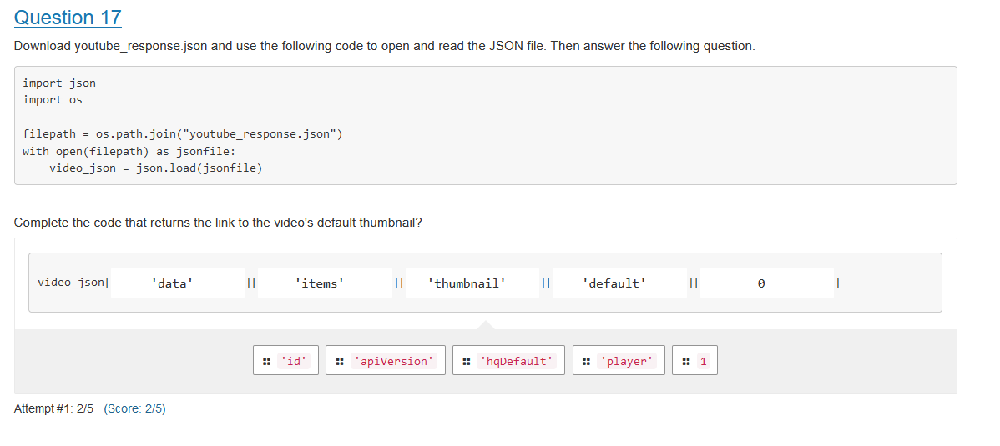 Question 17
Download youtube_response.json and use the following code to open and read the JSON file. Then answer the following question.
import json
import os
filepath = os.path.join("youtube_response.json")
with open(filepath) as jsonfile:
    video_json = json.load(jsonfile)
Complete the code that returns the link to the video's default thumbnail?
video_json[ 'data' ][ 'items' ][ 'thumbnail' ][ 'default' ][ 0 ]
'id' 'apiVersion' 'hqDefault' 'player' 1
Attempt #1: 2/5 (Score: 2/5)